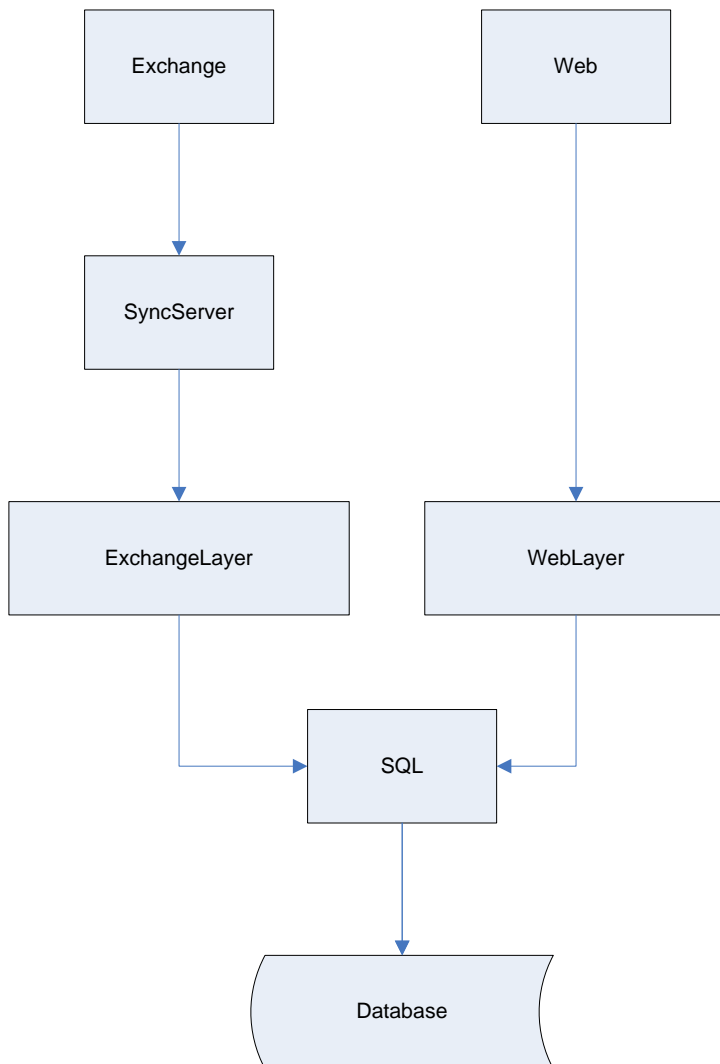 Exchange
Web
SyncServer
ExchangeLayer
WebLayer
SQL
Database